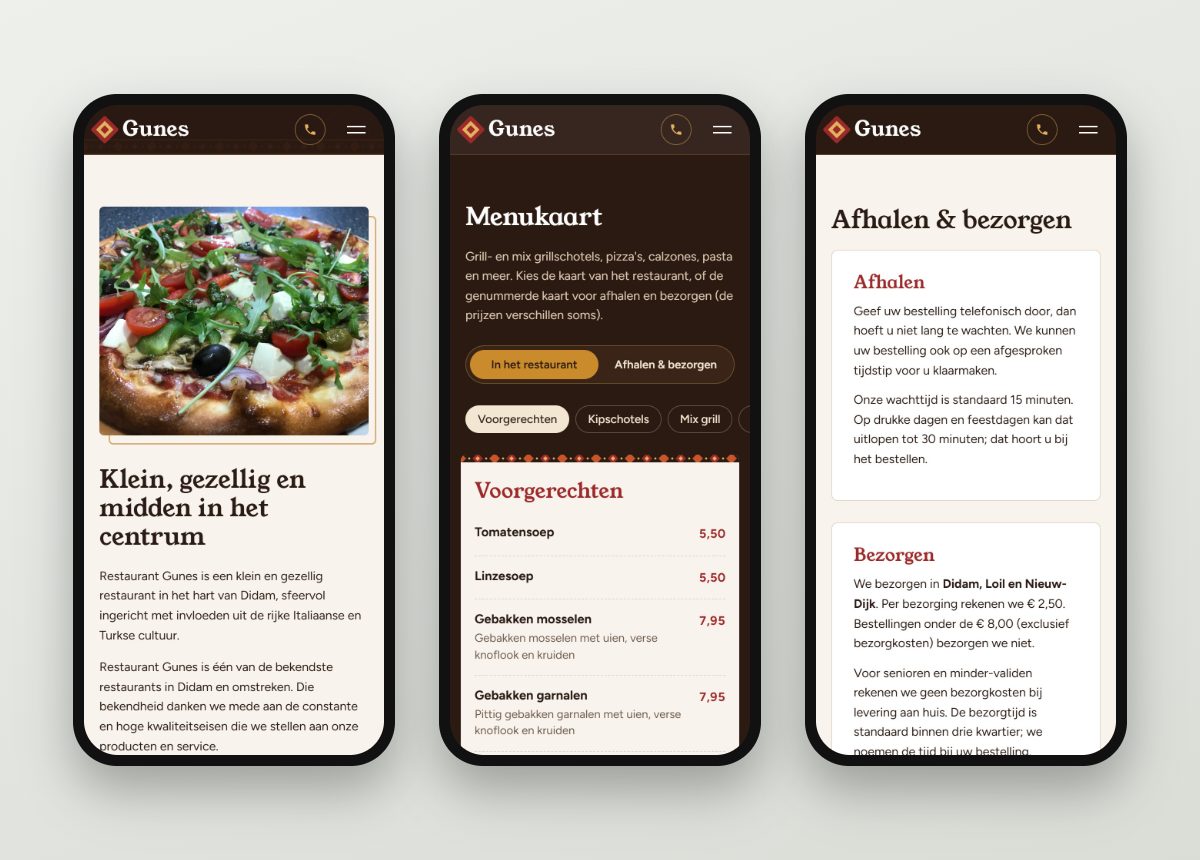 Gunes
Klein, gezellig en
midden in het
centrum
Restaurant Gunes is een klein en gezellig
restaurant in het hart van Didam, sfeervol
ingericht met invloeden uit de rijke Italiaanse en
Turkse cultuur.
Restaurant Gunes is één van de bekendste
restaurants in Didam en omstreken. Die
bekendheid danken we mede aan de constante
en hoge kwaliteitseisen die we stellen aan onze
producten en service.
Gunes
Menukaart
Grill- en mix grillschotels, pizza's, calzones, pasta
en meer. Kies de kaart van het restaurant, of de
genummerde kaart voor afhalen en bezorgen (de
prijzen verschillen soms).
In het restaurant Afhalen & bezorgen
Voorgerechten Kipschotels Mix grill
Voorgerechten
Tomatensoep 5,50
Linzesoep 5,50
Gebakken mosselen 7,95
Gebakken mosselen met uien, verse
knoflook en kruiden
Gebakken garnalen 7,95
Pittig gebakken garnalen met uien, verse
knoflook en kruiden
Gunes
Afhalen & bezorgen
Afhalen
Geef uw bestelling telefonisch door, dan
hoeft u niet lang te wachten. We kunnen
uw bestelling ook op een afgesproken
tijdstip voor u klaarmaken.
Onze wachttijd is standaard 15 minuten.
Op drukke dagen en feestdagen kan dat
uitlopen tot 30 minuten; dat hoort u bij
het bestellen.
Bezorgen
We bezorgen in Didam, Loil en Nieuw-
Dijk. Per bezorging rekenen we € 2,50.
Bestellingen onder de € 8,00 (exclusief
bezorgkosten) bezorgen we niet.
Voor senioren en minder-validen
rekenen we geen bezorgkosten bij
levering aan huis. De bezorgtijd is
standaard binnen drie kwartier; we
noemen de tijd bij uw bestelling.